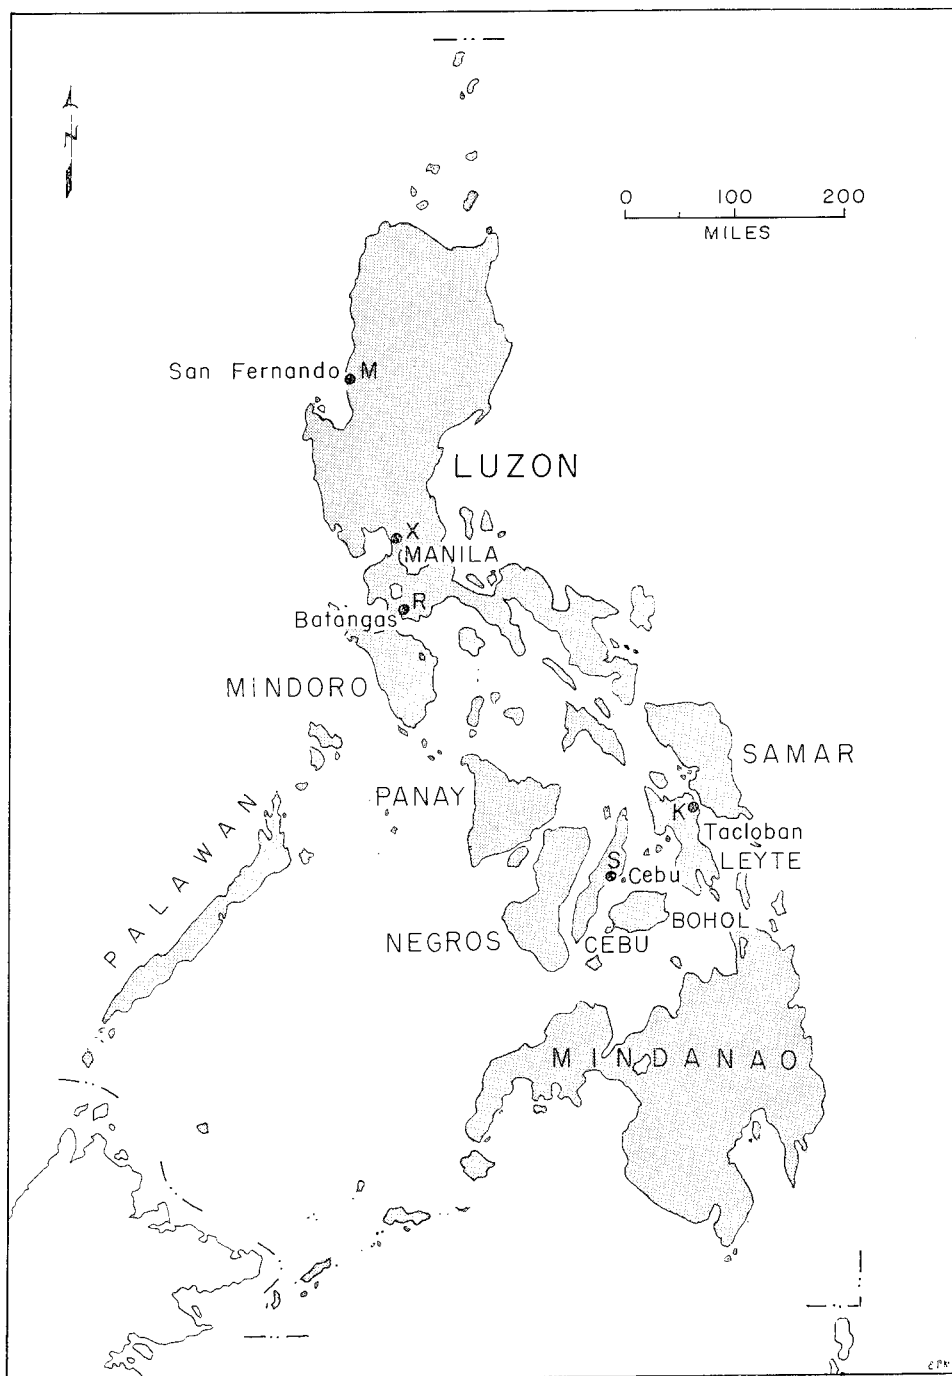 N
0 100 200
MILES
San Fernando M
LUZON
X
MANILA
R
Batangas
MINDORO
SAMAR
PANAY
K
Tacloban
LEYTE
S
Cebu
PALAWAN
BOHOL
NEGROS
CEBU
MINDANAO